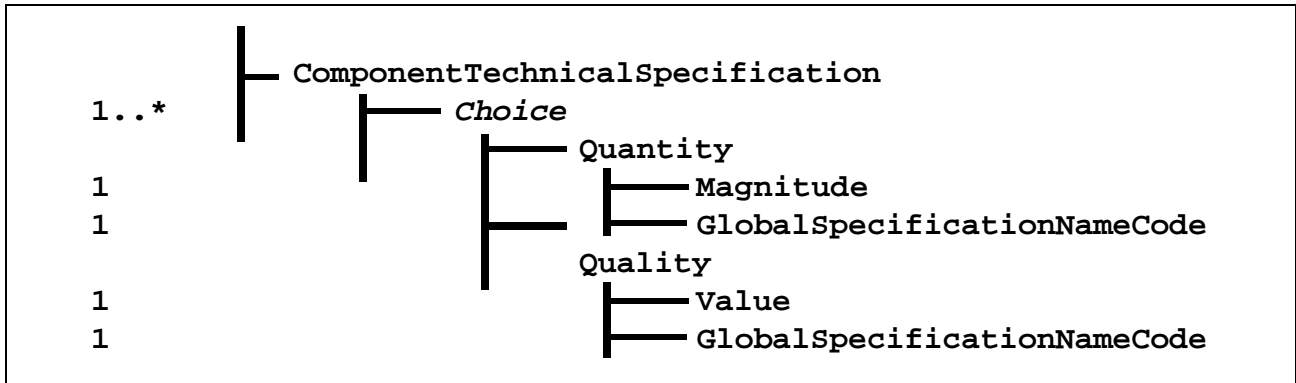 ComponentTechnicalSpecification
1..* Choice
Quantity
1 Magnitude
1 GlobalSpecificationNameCode
Quality
1 Value
1 GlobalSpecificationNameCode